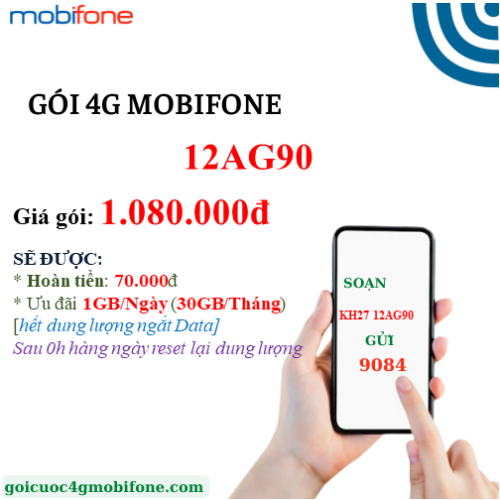 mobifone
GÓI 4G MOBIFONE
12AG90
Giá gói: 1.080.000đ
SẼ ĐƯỢC:
* Hoàn tiền: 70.000đ
* Ưu đãi 1GB/Ngày (30GB/Tháng)
[hết dung lượng ngắt Data]
Sau 0h hàng ngày reset lại dung lượng
SOẠN
KH27 12AG90
GỬI
9084
goicuoc4gmobifone.com